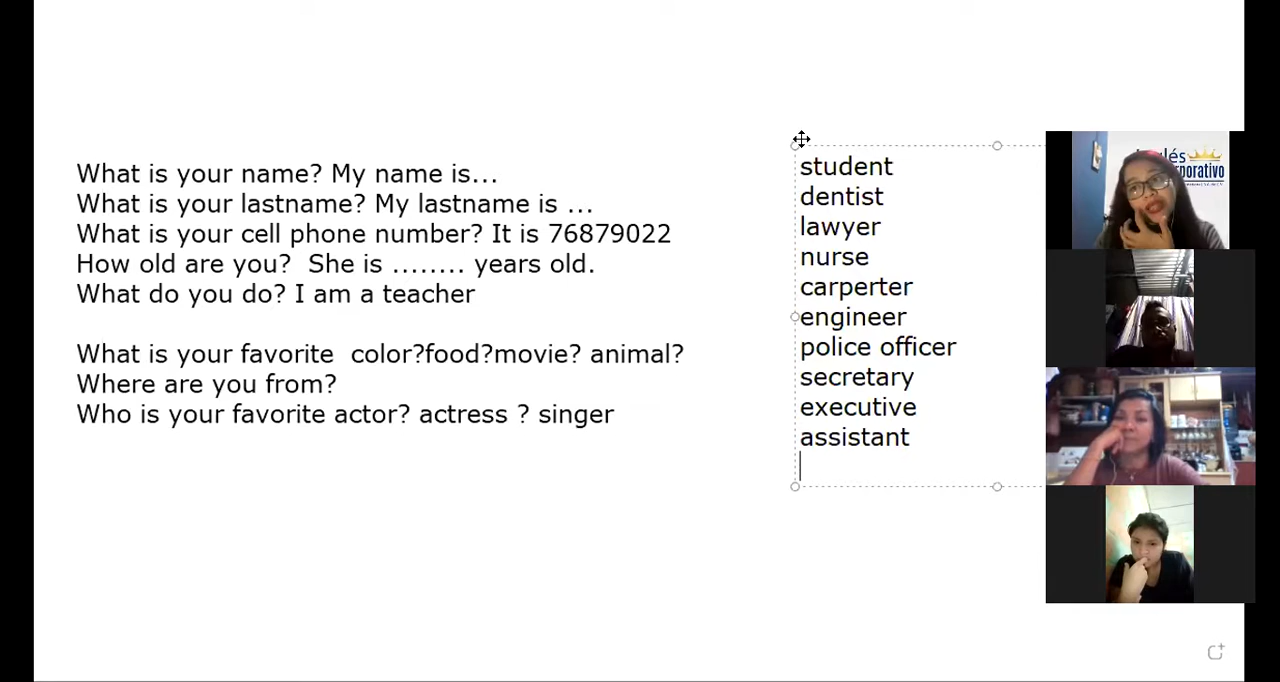 What is your name? My name is...
What is your lastname? My lastname is ...
What is your cell phone number? It is 76879022
How old are you?  She is ........ years old.
What do you do? I am a teacher
What is your favorite  color?food?movie? animal?
Where are you from?
Who is your favorite actor? actress ? singer
student
dentist
lawyer
nurse
carperter
engineer
police officer
secretary
executive
assistant